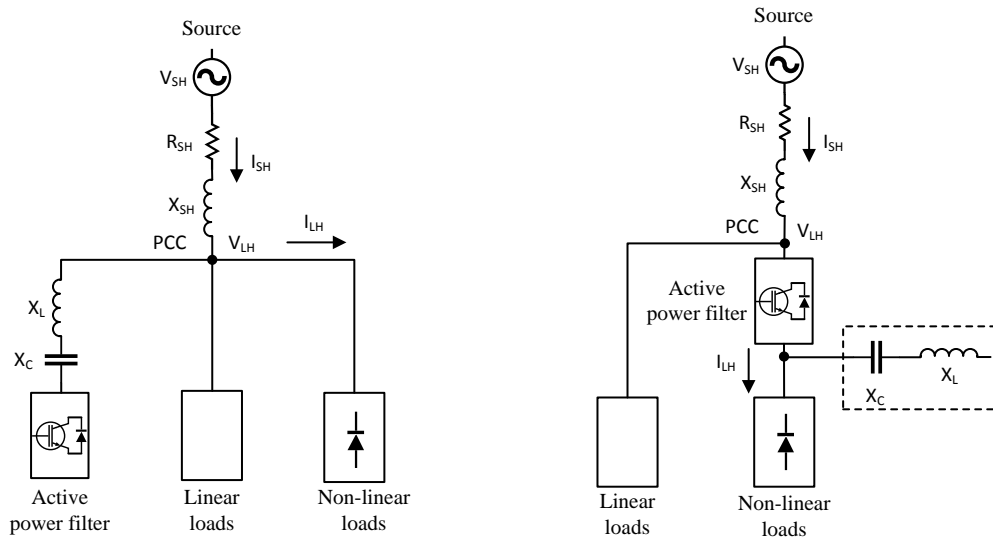 Source
V_SH
R_SH
I_SH
X_SH
I_LH
PCC
V_LH
X_L
X_C
Active
power filter
Linear
loads
Non-linear
loads
Source
V_SH
R_SH
I_SH
X_SH
PCC
V_LH
Active
power filter
I_LH
X_C
X_L
Linear
loads
Non-linear
loads